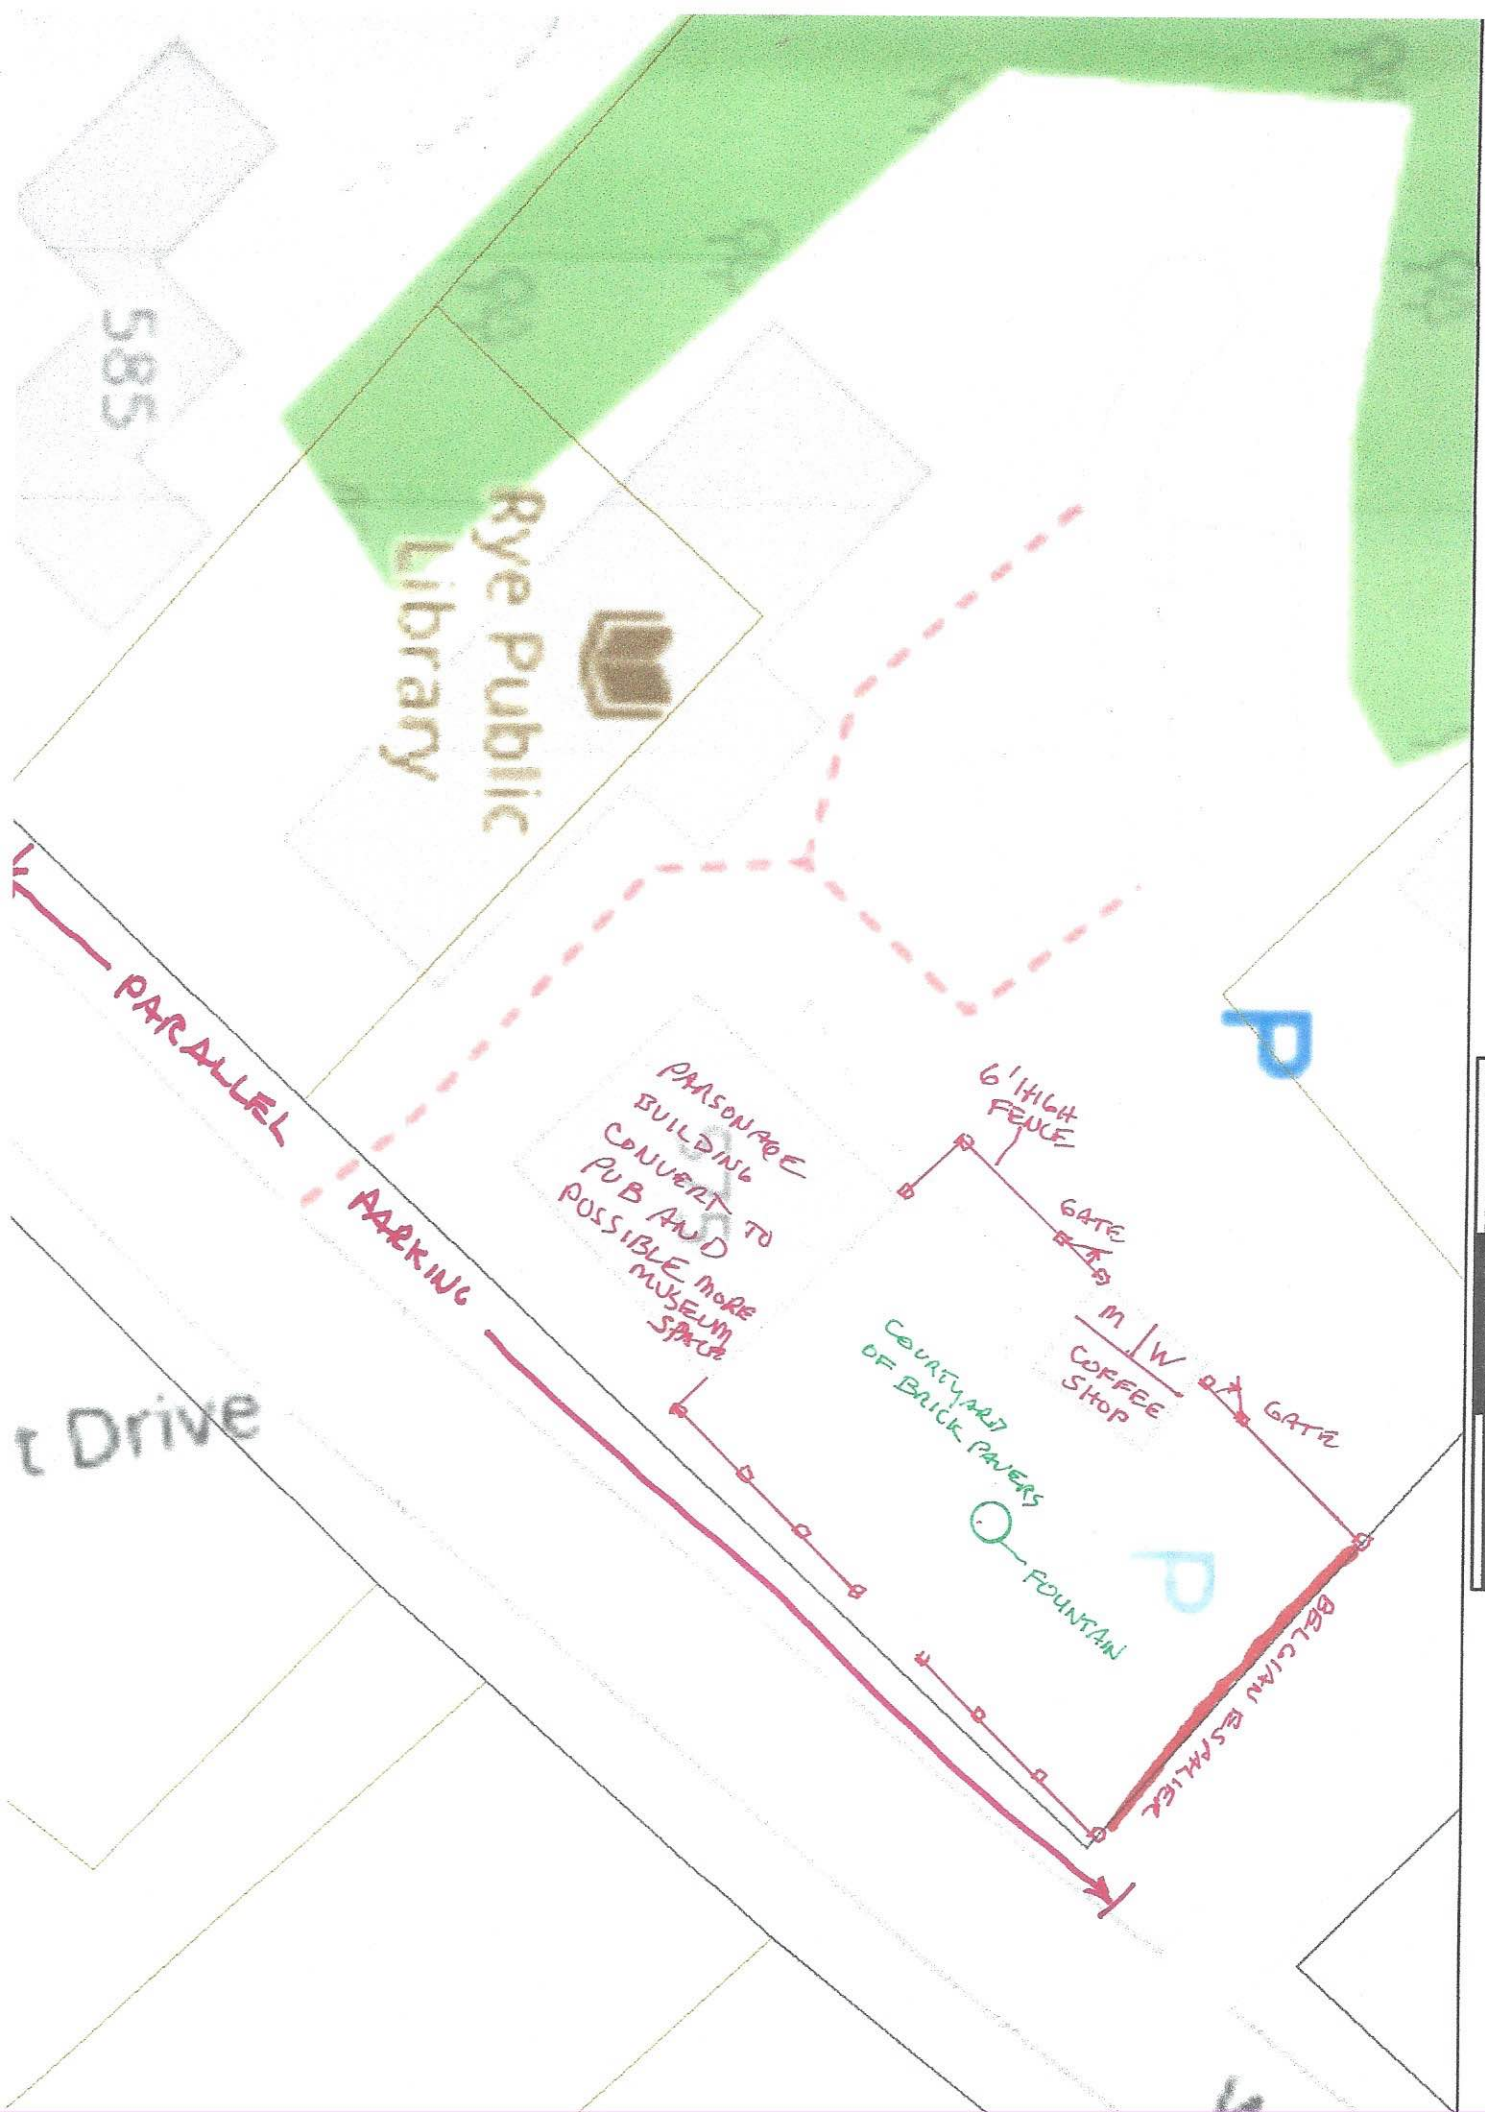 585
Rye Public
Library
P
6' HIGH
FENCE
GATE
PARSONAGE
BUILDING
CONVERT TO
PUB AND
POSSIBLE MORE
MUSEUM
SPACE
M | W
COFFEE
SHOP
GATE
COURTYARD
OF BRICK PAVERS
FOUNTAIN
P
BELGIAN ESPALIER
PARALLEL
PARKING
t Drive